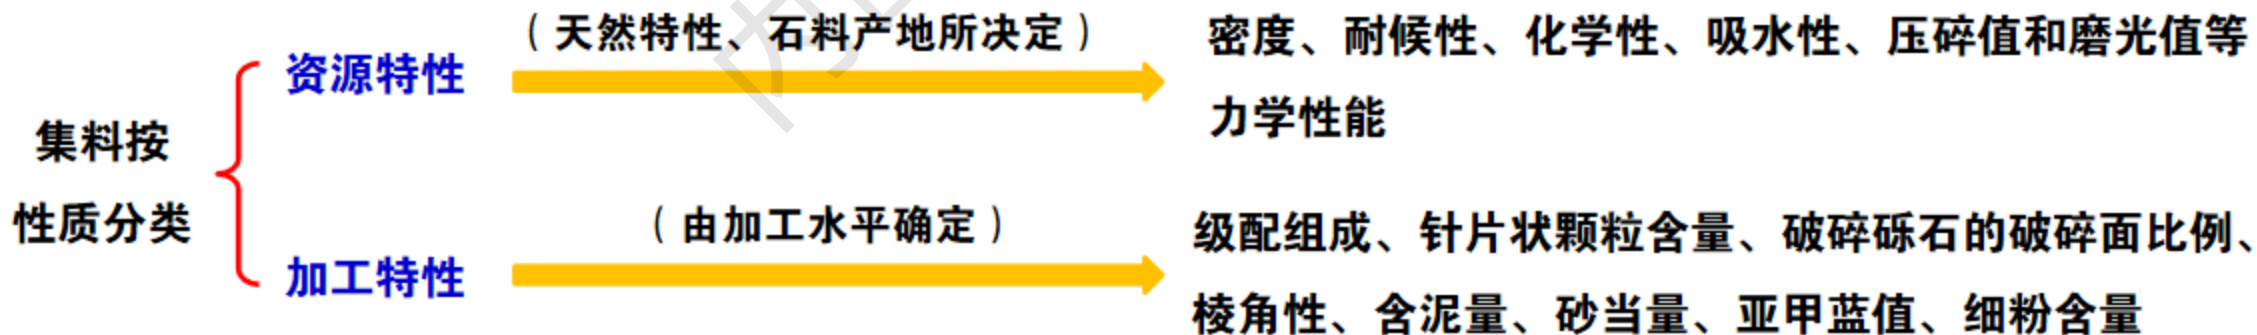 集料按
性质分类
资源特性
（天然特性、石料产地所决定）
密度、耐候性、化学性、吸水性、压碎值和磨光值等
力学性能
加工特性
（由加工水平确定）
级配组成、针片状颗粒含量、破碎砾石的破碎面比例、
棱角性、含泥量、砂当量、亚甲蓝值、细粉含量